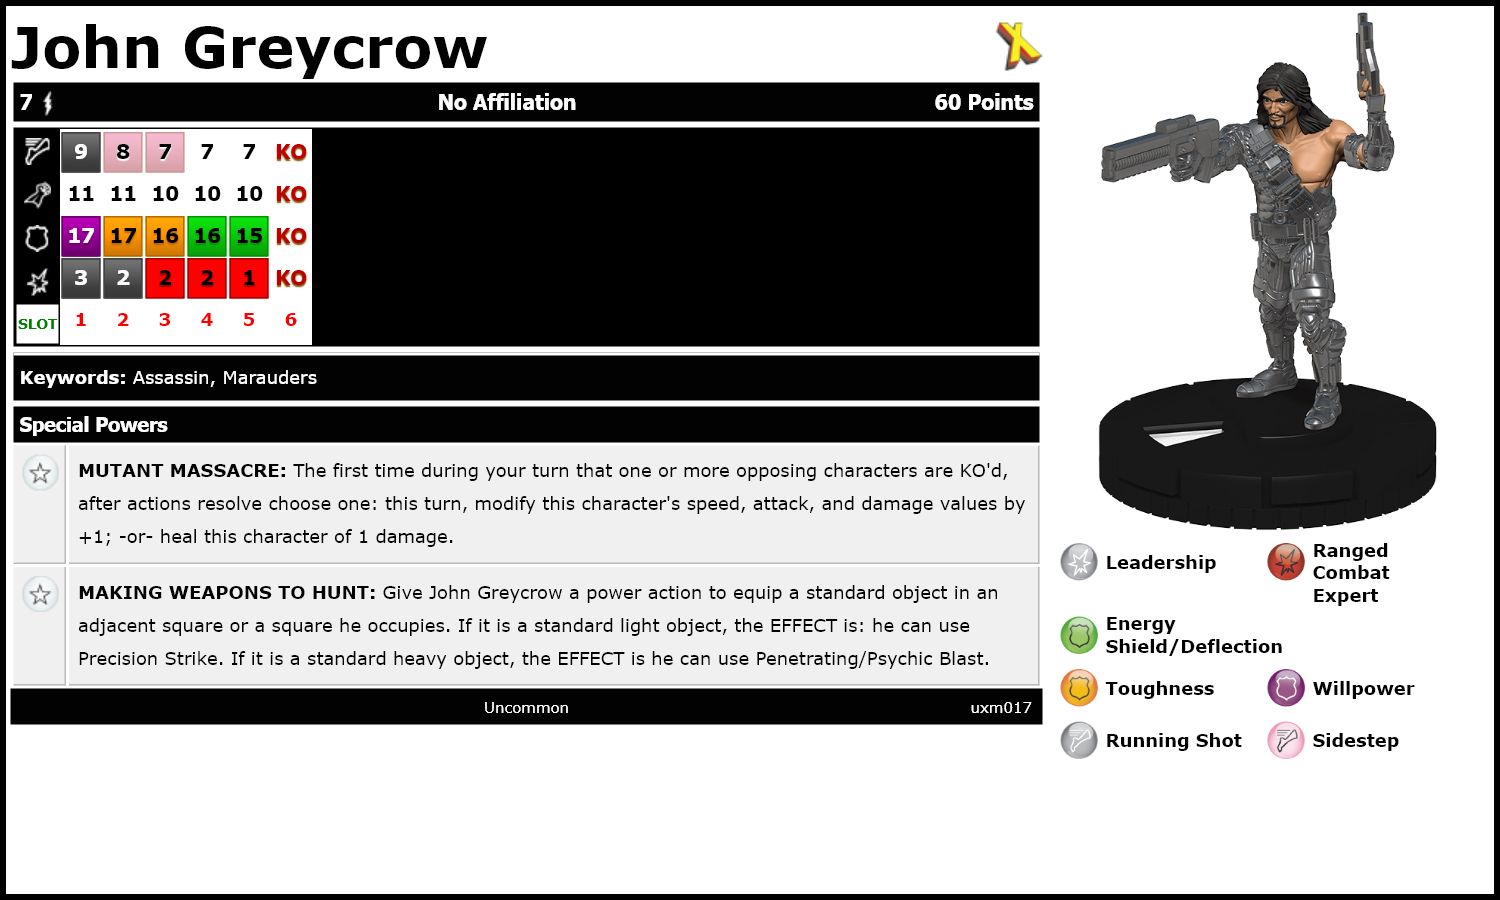 John Greycrow
X
7 No Affiliation 60 Points
9 8 7 7 7 KO
11 11 10 10 10 KO
17 17 16 16 15 KO
3 2 2 2 1 KO
SLOT 1 2 3 4 5 6
Keywords: Assassin, Marauders
Special Powers
MUTANT MASSACRE: The first time during your turn that one or more opposing characters are KO'd,
after actions resolve choose one: this turn, modify this character's speed, attack, and damage values by
+1; -or- heal this character of 1 damage.
MAKING WEAPONS TO HUNT: Give John Greycrow a power action to equip a standard object in an
adjacent square or a square he occupies. If it is a standard light object, the EFFECT is: he can use
Precision Strike. If it is a standard heavy object, the EFFECT is he can use Penetrating/Psychic Blast.
Uncommon uxm017
Leadership
Ranged
Combat
Expert
Energy
Shield/Deflection
Toughness Willpower
Running Shot Sidestep